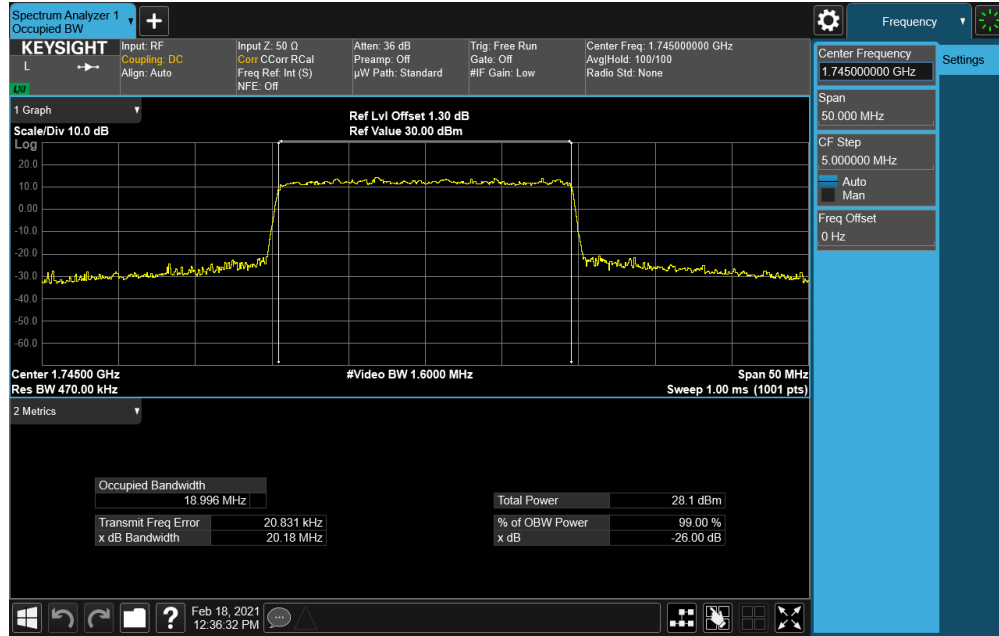 Spectrum Analyzer 1
Occupied BW
Frequency
KEYSIGHT
L
LXI
Input: RF
Coupling: DC
Align: Auto
Input Z: 50 Ω
Corr CCorr RCal
Freq Ref: Int (S)
NFE: Off
Atten: 36 dB
Preamp: Off
µW Path: Standard
Trig: Free Run
Gate: Off
#IF Gain: Low
Center Freq: 1.745000000 GHz
Avg|Hold: 100/100
Radio Std: None
Center Frequency
1.745000000 GHz
Settings
Span
50.000 MHz
CF Step
5.000000 MHz
Auto
Man
Freq Offset
0 Hz
1 Graph
Scale/Div 10.0 dB
Ref Lvl Offset 1.30 dB
Ref Value 30.00 dBm
Log
20.0
10.0
0.00
-10.0
-20.0
-30.0
-40.0
-50.0
-60.0
Center 1.74500 GHz
#Video BW 1.6000 MHz
Span 50 MHz
Res BW 470.00 kHz
Sweep 1.00 ms (1001 pts)
2 Metrics
Occupied Bandwidth
18.996 MHz
Total Power 28.1 dBm
Transmit Freq Error 20.831 kHz
% of OBW Power 99.00 %
x dB Bandwidth 20.18 MHz
x dB -26.00 dB
?
Feb 18, 2021
12:36:32 PM